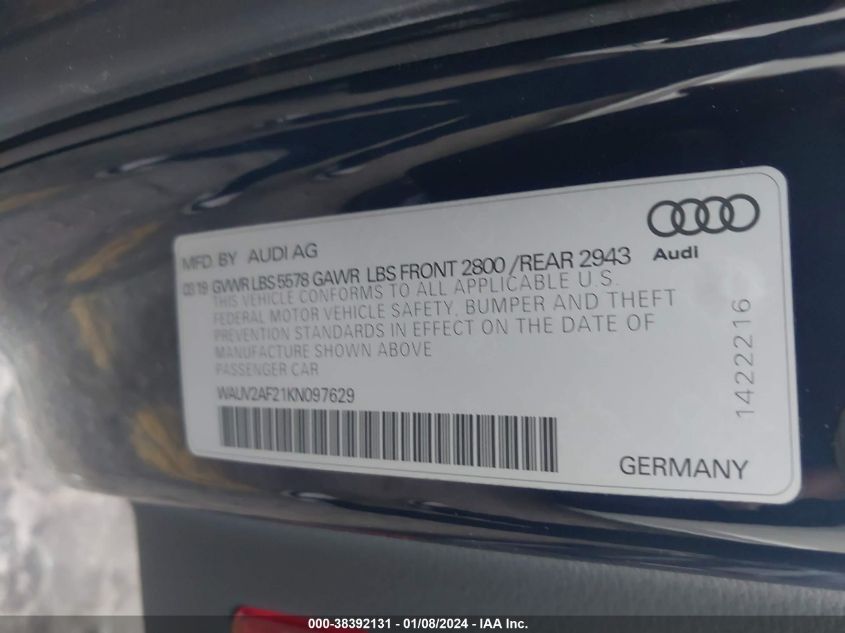 MFD. BY AUDI AG
03.19 GVWR LBS 5578 GAWR LBS FRONT 2800 / REAR 2943
THIS VEHICLE CONFORMS TO ALL APPLICABLE U.S.
FEDERAL MOTOR VEHICLE SAFETY, BUMPER AND THEFT
PREVENTION STANDARDS IN EFFECT ON THE DATE OF
MANUFACTURE SHOWN ABOVE
PASSENGER CAR
WAUV2AF21KN097629
Audi
1422216
GERMANY
000-38392131 - 01/08/2024 - IAA Inc.